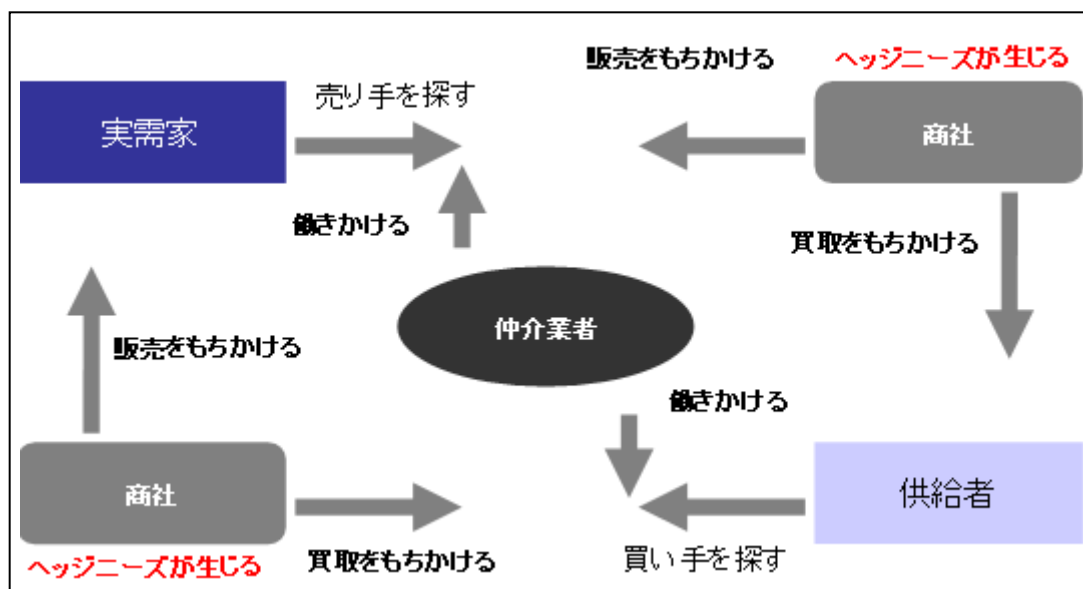 販売をもちかける
ヘッジニーズが生じる
売り手を探す
実需家
商社
働きかける
買取をもちかける
仲介業者
販売をもちかける
働きかける
商社
供給者
ヘッジニーズが生じる
買取をもちかける
買い手を探す